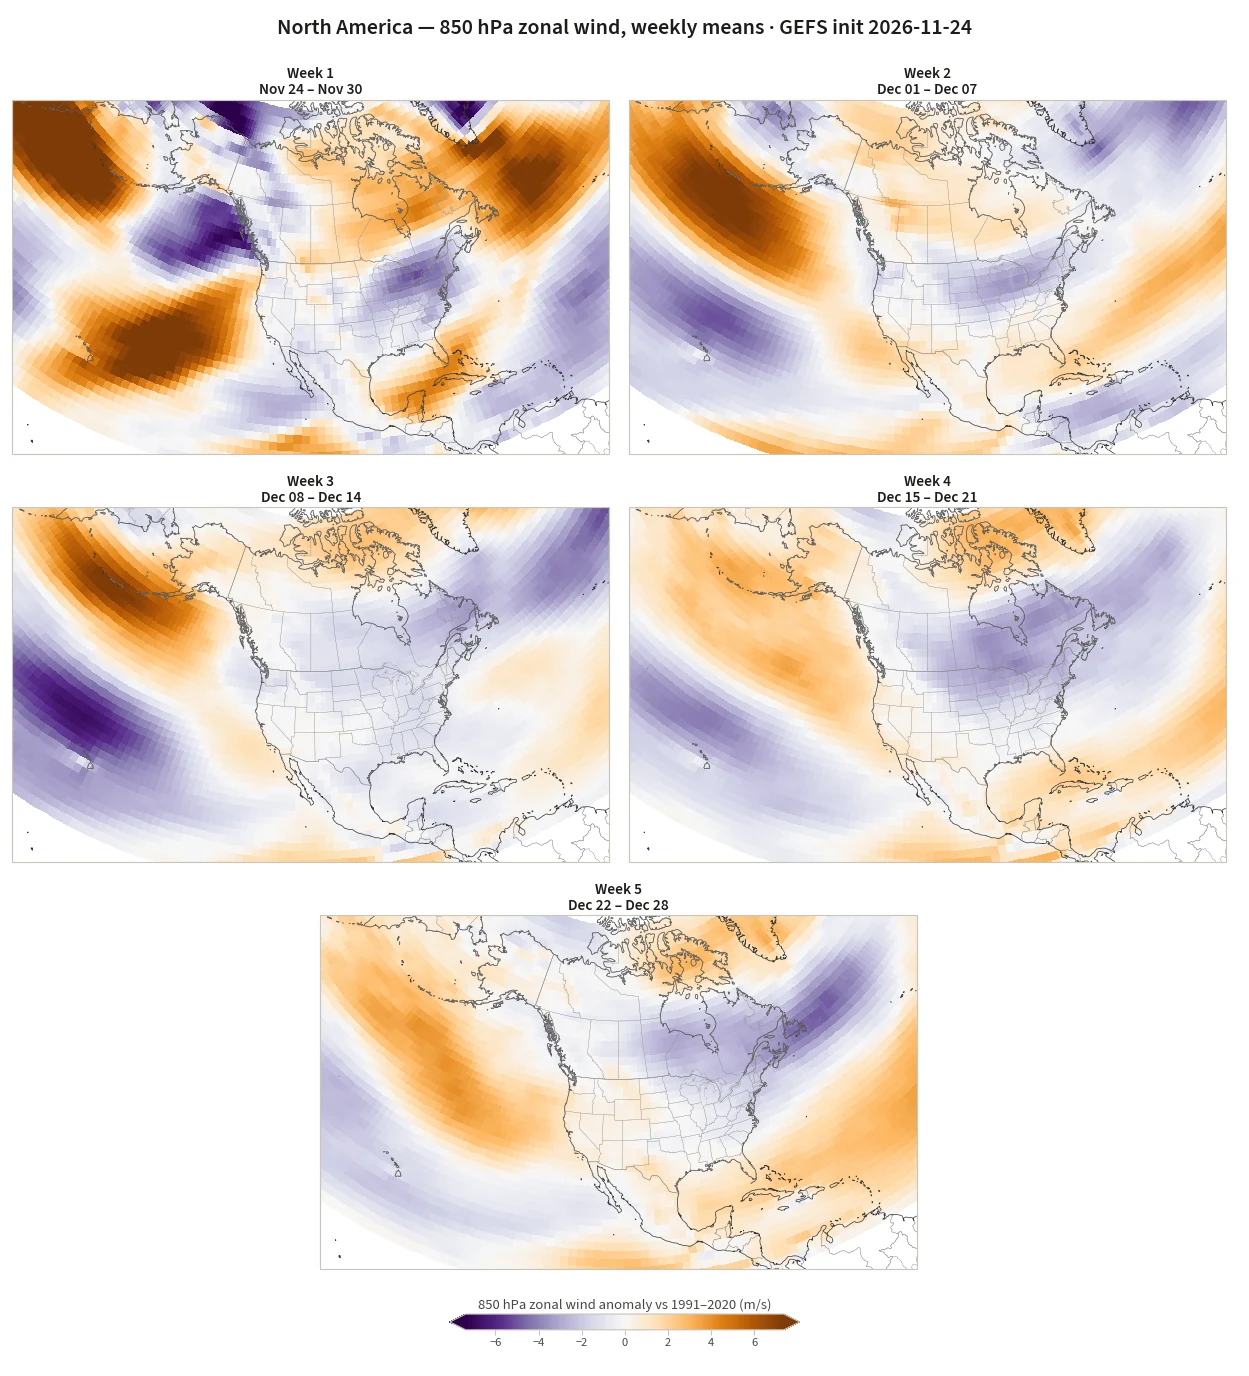 North America — 850 hPa zonal wind, weekly means · GEFS init 2026-11-24
Week 1
Nov 24 – Nov 30
Week 2
Dec 01 – Dec 07
Week 3
Dec 08 – Dec 14
Week 4
Dec 15 – Dec 21
Week 5
Dec 22 – Dec 28
850 hPa zonal wind anomaly vs 1991–2020 (m/s)
−6 −4 −2 0 2 4 6